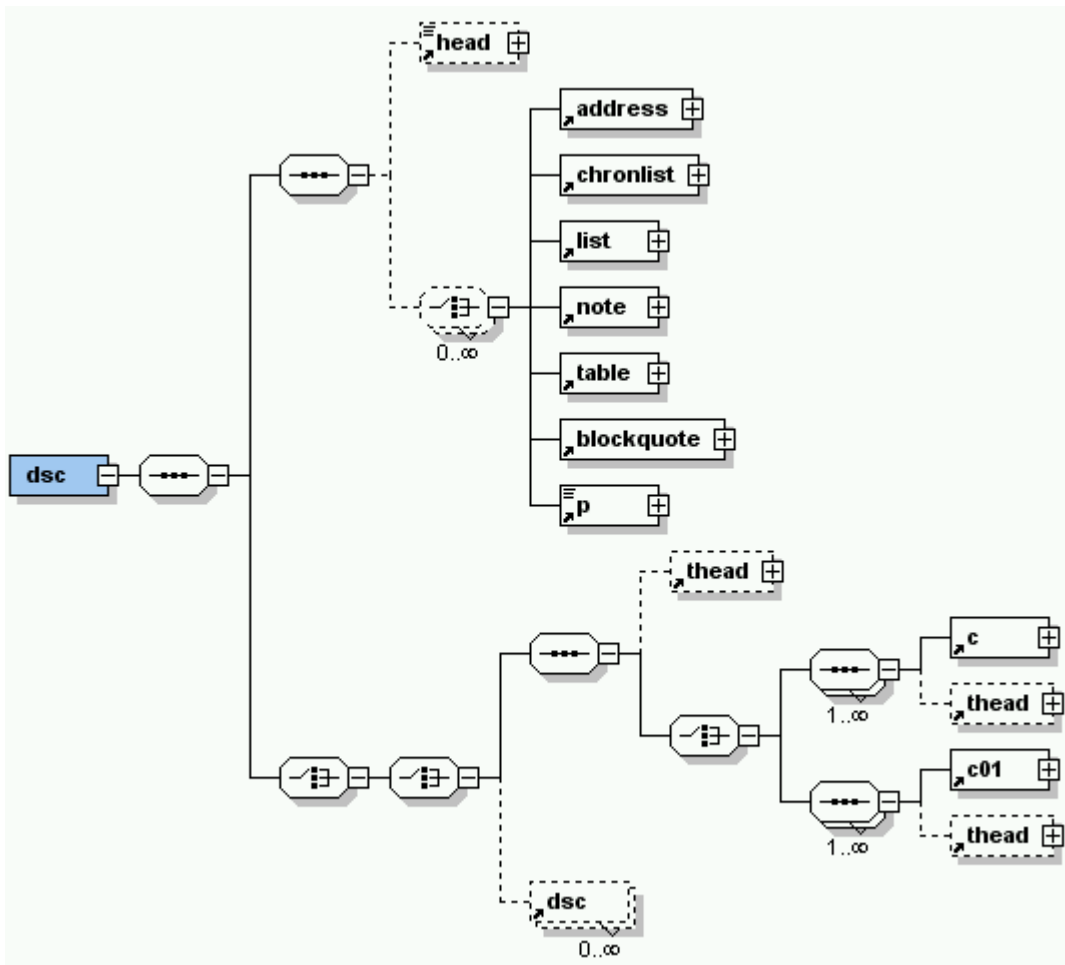 head
address
chronlist
list
note
0..∞
table
blockquote
dsc
p
thead
c
thead
1..∞
c01
thead
1..∞
dsc
0..∞